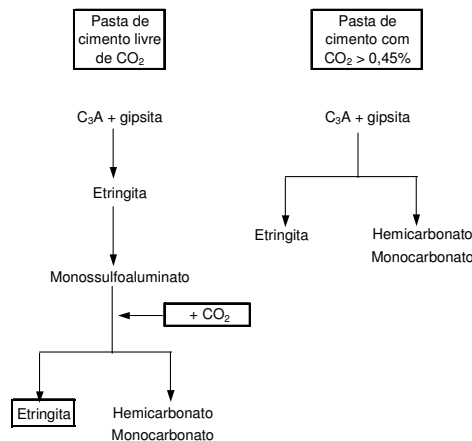 Pasta de
cimento livre
de CO₂
C₃A + gipsita
Etringita
Monossulfoaluminato
+ CO₂
Etringita
Hemicarbonato
Monocarbonato
Pasta de
cimento com
CO₂ > 0,45%
C₃A + gipsita
Etringita
Hemicarbonato
Monocarbonato